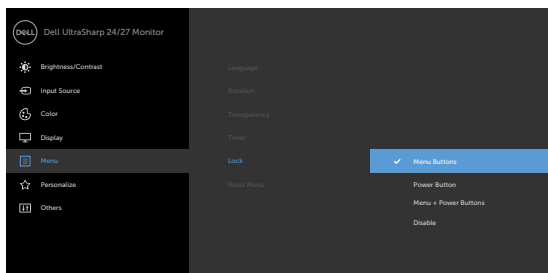 DELL
Dell UltraSharp 24/27 Monitor
Brightness/Contrast
Input Source
Color
Display
Menu
Personalize
Others
Language
Rotation
Transparency
Timer
Lock
Reset Menu
Menu Buttons
Power Button
Menu + Power Buttons
Disable